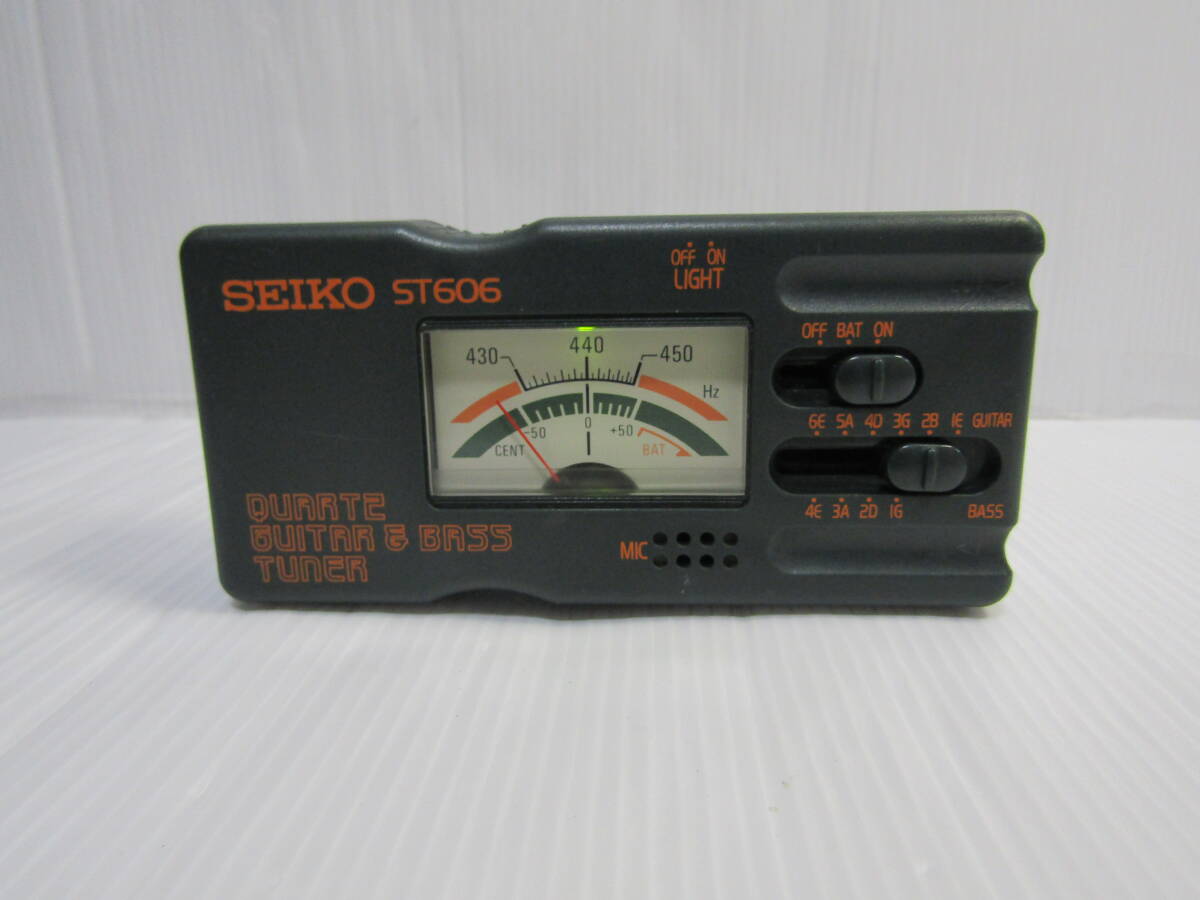 SEIKO ST606
OFF ON
LIGHT
430 440 450
Hz
-50 0 +50
CENT BAT
OFF BAT ON
6E 5A 4D 3G 2B 1E GUITAR
4E 3A 2D 1G BASS
QUARTZ
GUITAR & BASS
TUNER
MIC